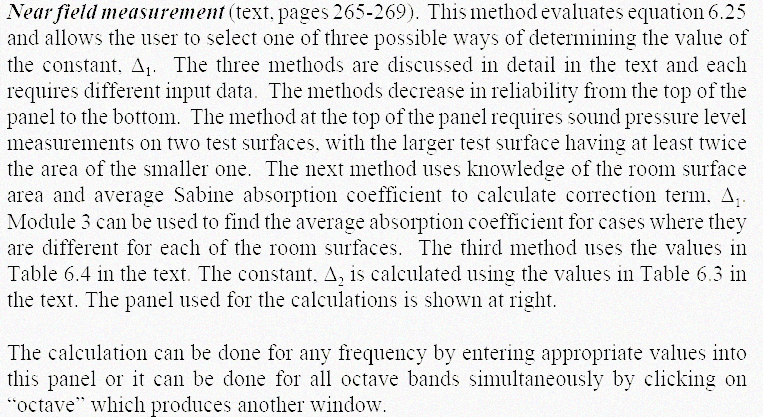 Near field measurement (text, pages 265-269). This method evaluates equation 6.25
and allows the user to select one of three possible ways of determining the value of
the constant, Δ₁. The three methods are discussed in detail in the text and each
requires different input data. The methods decrease in reliability from the top of the
panel to the bottom. The method at the top of the panel requires sound pressure level
measurements on two test surfaces, with the larger test surface having at least twice
the area of the smaller one. The next method uses knowledge of the room surface
area and average Sabine absorption coefficient to calculate correction term, Δ₁.
Module 3 can be used to find the average absorption coefficient for cases where they
are different for each of the room surfaces. The third method uses the values in
Table 6.4 in the text. The constant, Δ₂ is calculated using the values in Table 6.3 in
the text. The panel used for the calculations is shown at right.
The calculation can be done for any frequency by entering appropriate values into
this panel or it can be done for all octave bands simultaneously by clicking on
“octave” which produces another window.